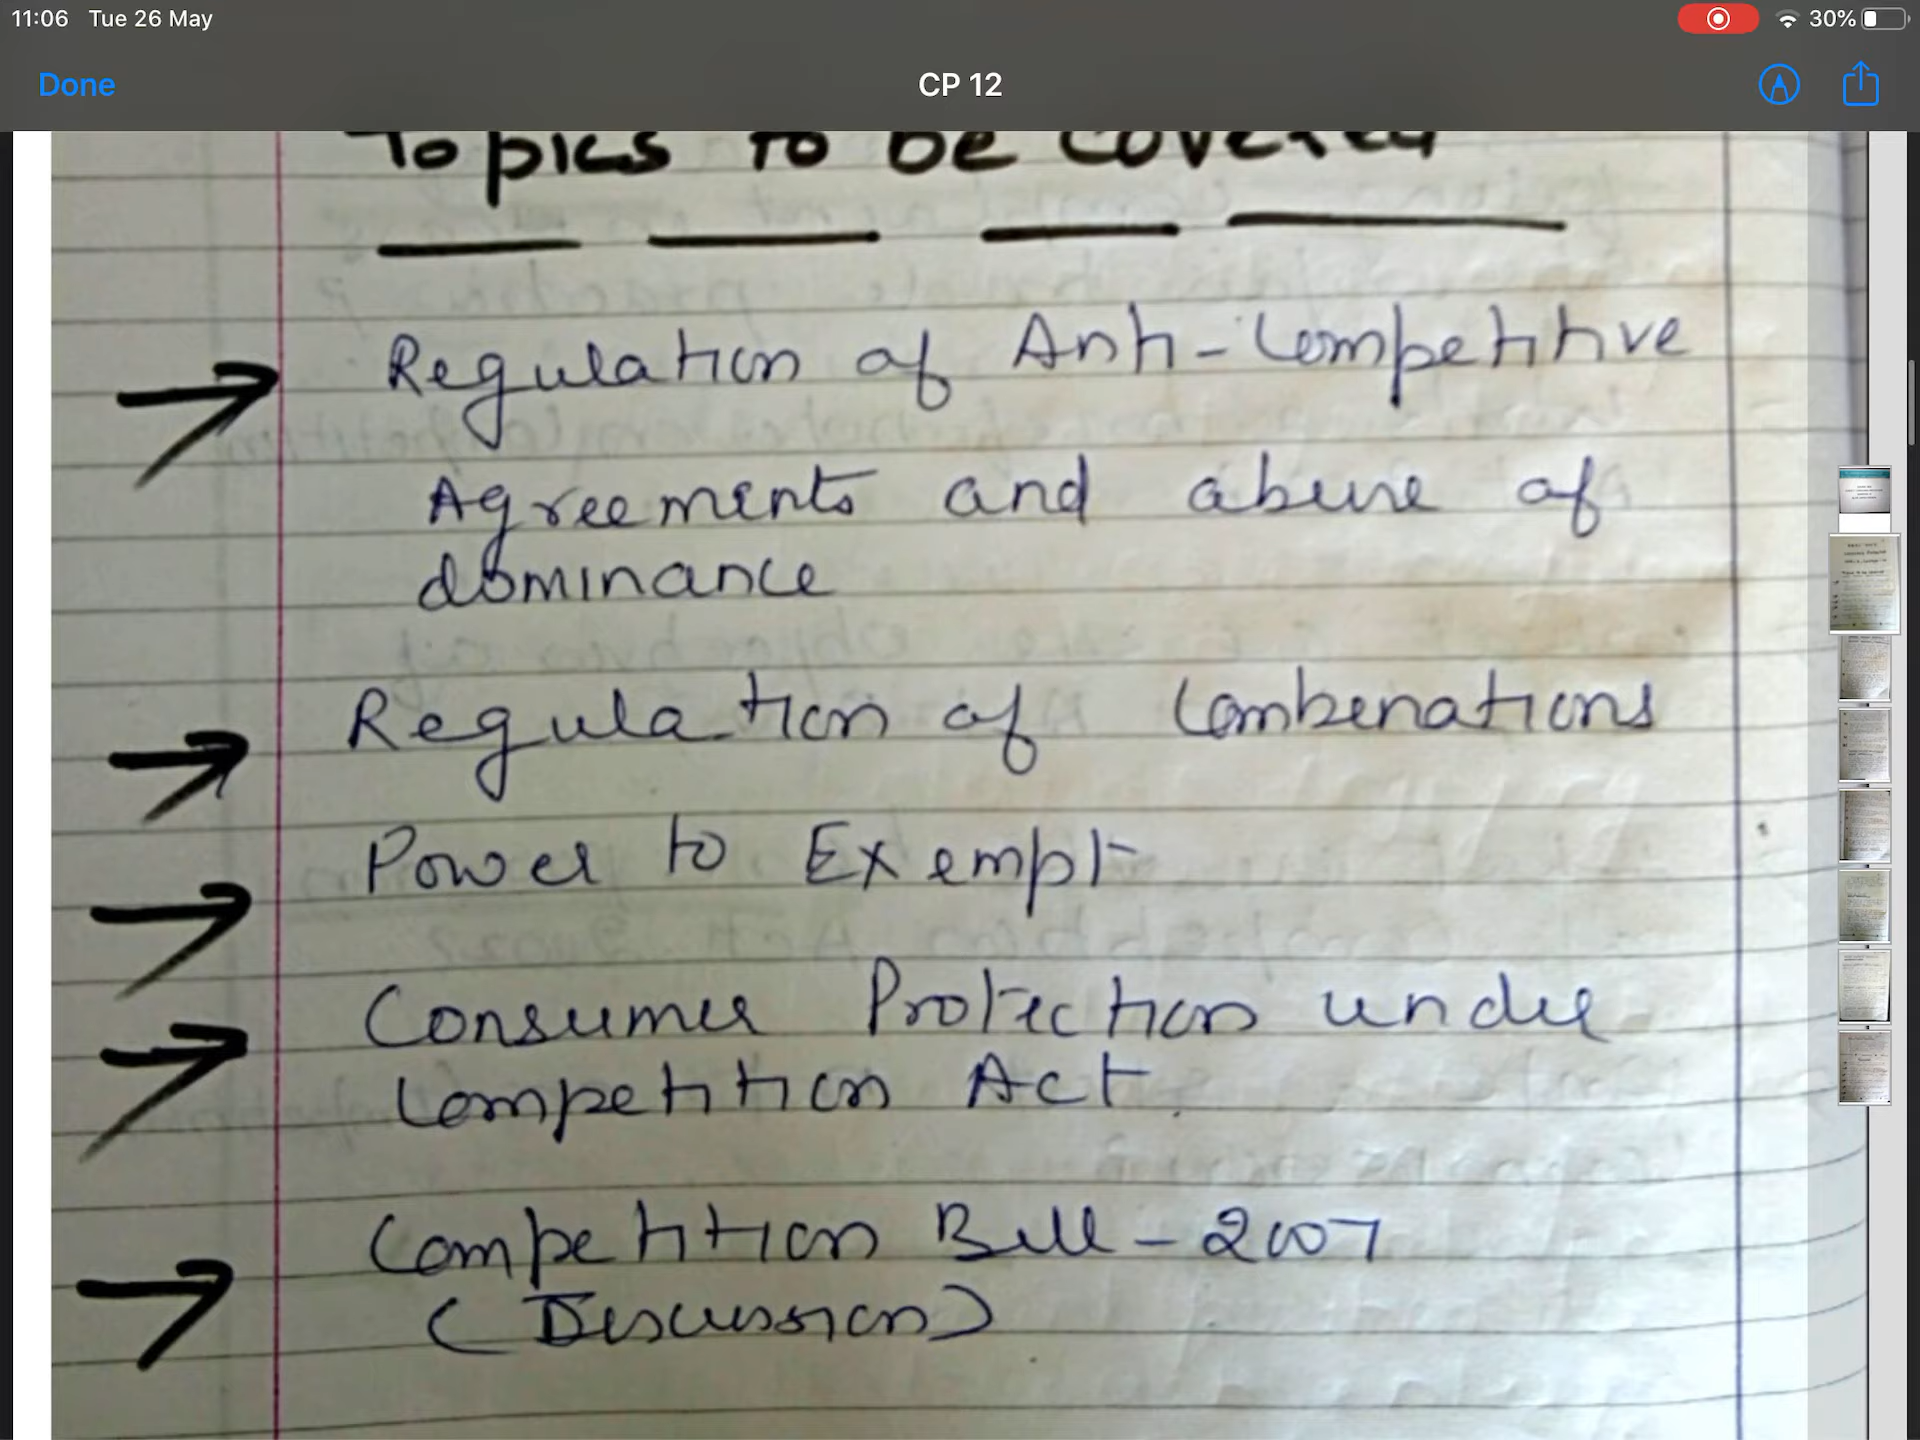 11:06 Tue 26 May
30%
Done
CP 12
Topics to be covered
Regulation of Anti-Competitive
Agreements and abuse of
dominance
Regulation of Combinations
Power to Exempt
Consumer Protection under
Competition Act.
Competition Bill - 2007
(Discussion)